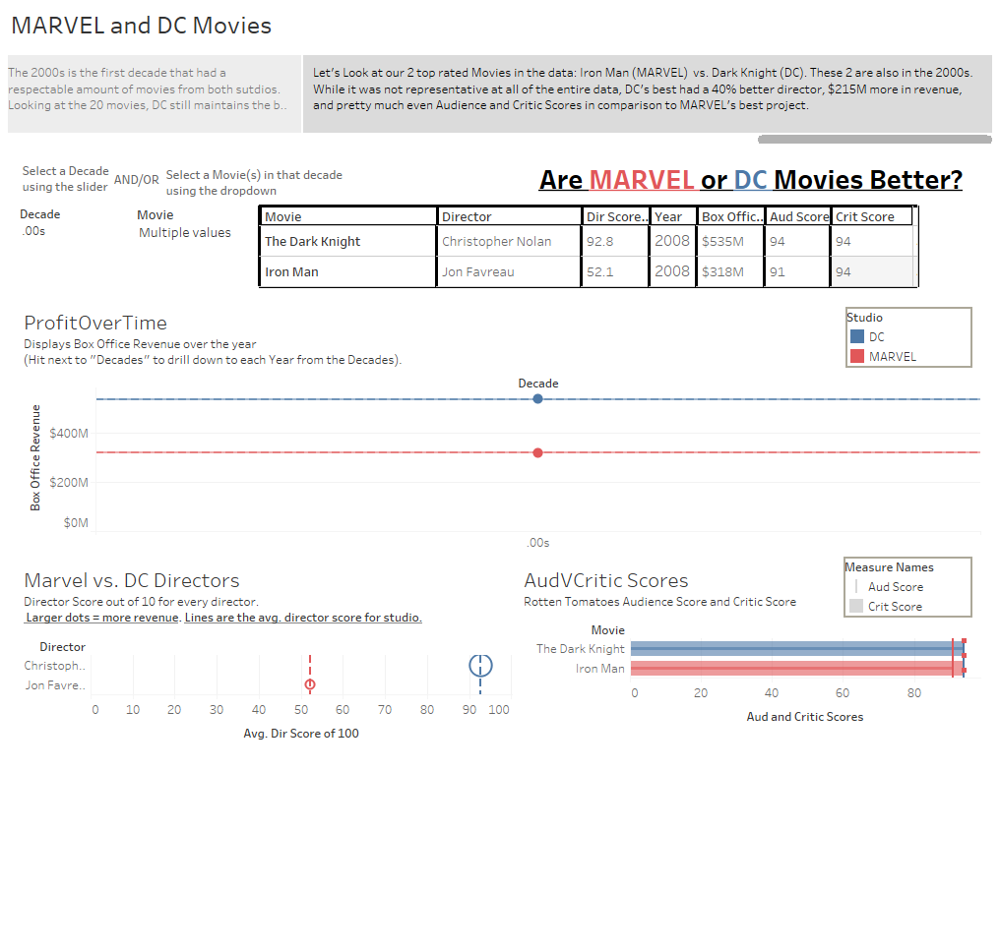 MARVEL and DC Movies
The 2000s is the first decade that had a
respectable amount of movies from both sutdios.
Looking at the 20 movies, DC still maintains the b..
Let's Look at our 2 top rated Movies in the data: Iron Man (MARVEL) vs. Dark Knight (DC). These 2 are also in the 2000s.
While it was not representative at all of the entire data, DC's best had a 40% better director, $215M more in revenue,
and pretty much even Audience and Critic Scores in comparison to MARVEL's best project.
Select a Decade
using the slider
AND/OR
Select a Movie(s) in that decade
using the dropdown
Are MARVEL or DC Movies Better?
Decade
.00s
Movie
Multiple values
Movie Director Dir Score.. Year Box Offic.. Aud Score Crit Score
The Dark Knight Christopher Nolan 92.8 2008 $535M 94 94
Iron Man Jon Favreau 52.1 2008 $318M 91 94
ProfitOverTime
Displays Box Office Revenue over the year
(Hit next to "Decades" to drill down to each Year from the Decades).
Studio
DC
MARVEL
Decade
Box Office Revenue
$400M
$200M
$0M
.00s
Marvel vs. DC Directors
Director Score out of 10 for every director.
Larger dots = more revenue. Lines are the avg. director score for studio.
Director
Christoph..
Jon Favre..
0 10 20 30 40 50 60 70 80 90 100
Avg. Dir Score of 100
AudVCritic Scores
Rotten Tomatoes Audience Score and Critic Score
Measure Names
Aud Score
Crit Score
Movie
The Dark Knight
Iron Man
0 20 40 60 80
Aud and Critic Scores